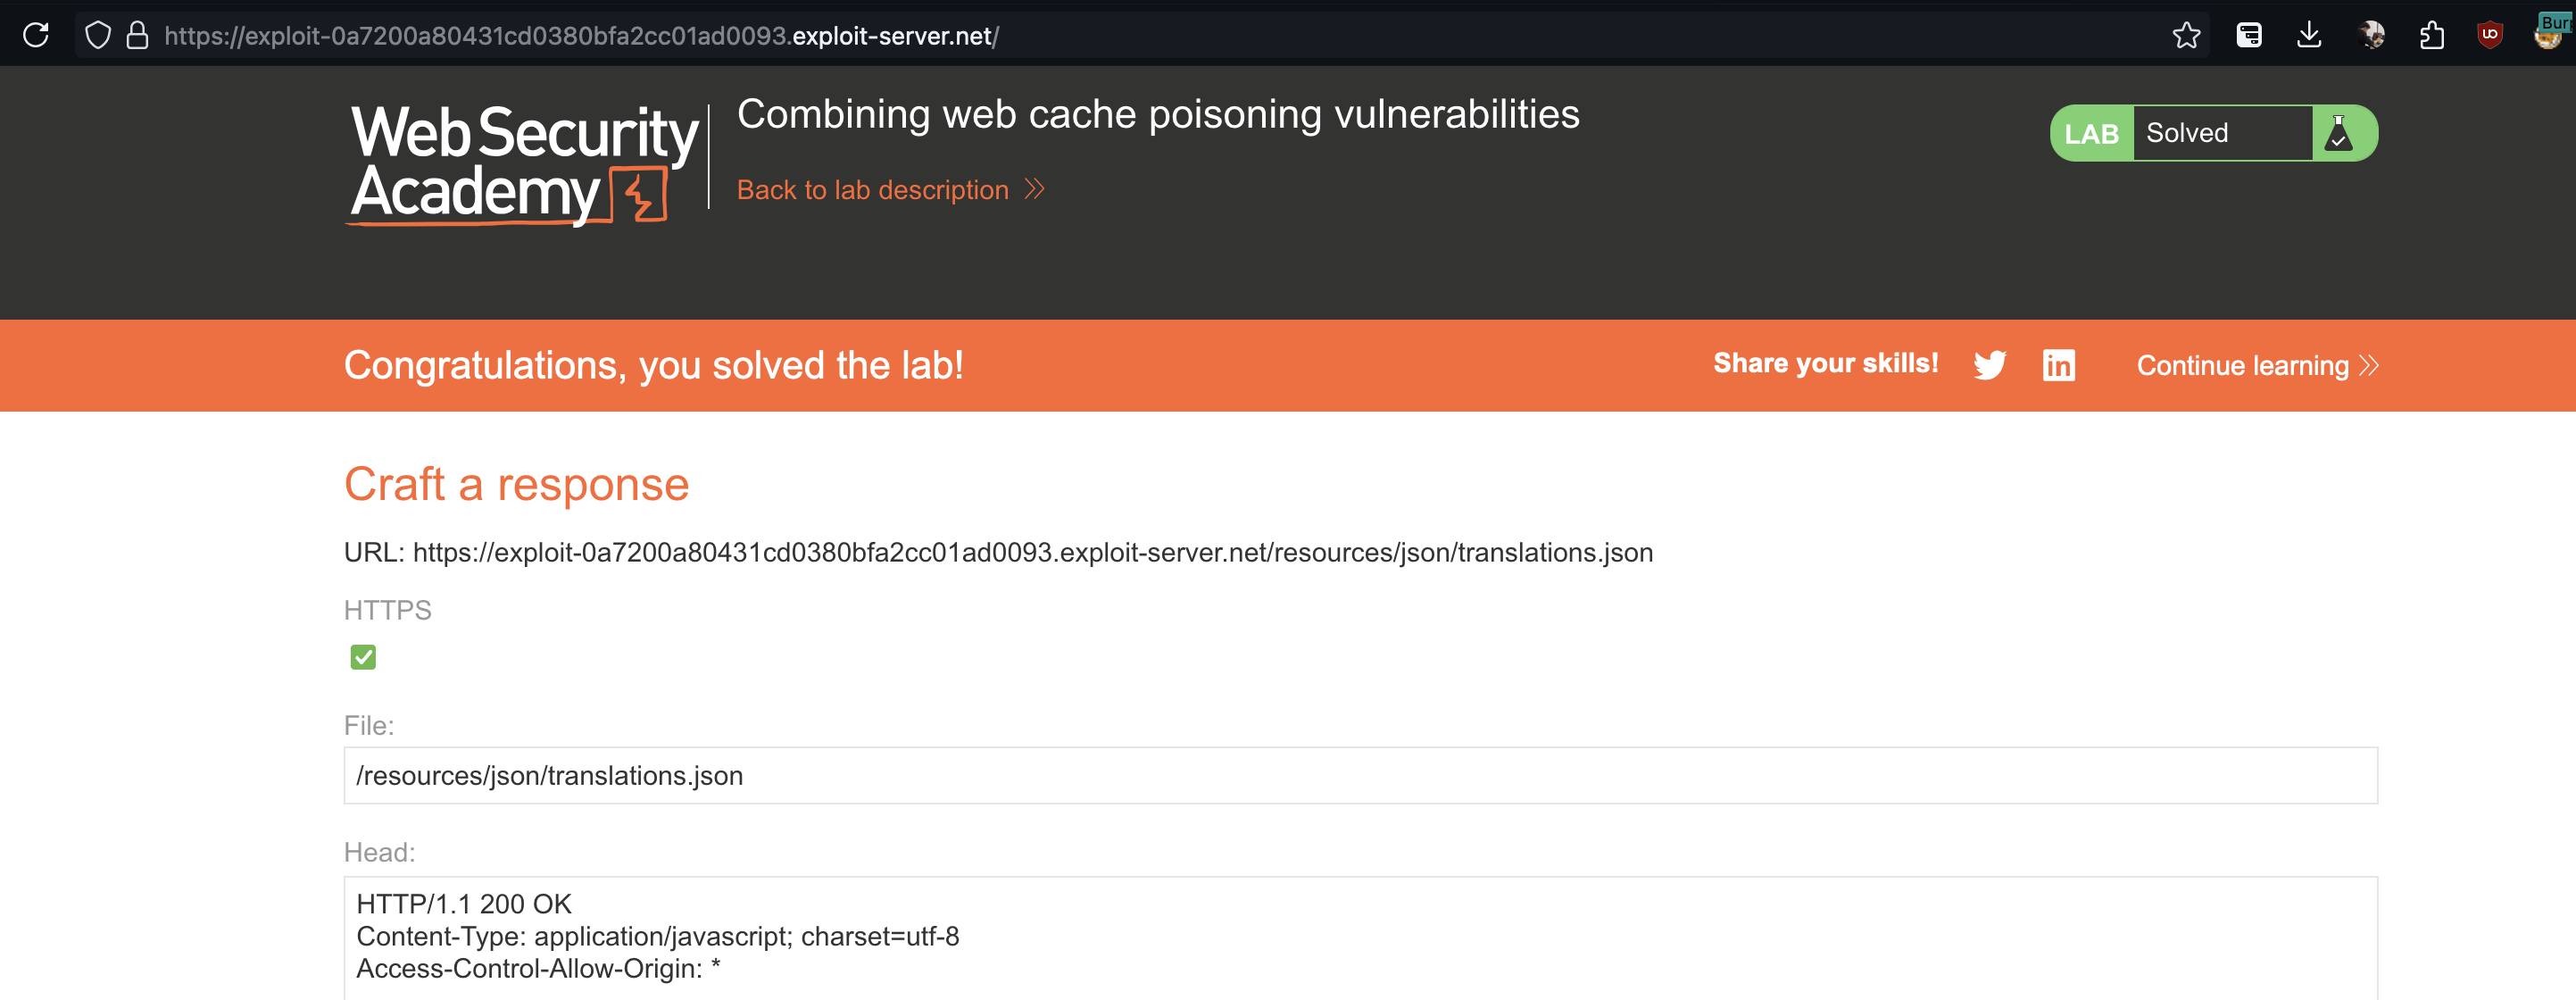 https://exploit-0a7200a80431cd0380bfa2cc01ad0093.exploit-server.net/
Web Security
Academy
Combining web cache poisoning vulnerabilities
Back to lab description
LAB Solved
Congratulations, you solved the lab!
Share your skills!
Continue learning
Craft a response
URL: https://exploit-0a7200a80431cd0380bfa2cc01ad0093.exploit-server.net/resources/json/translations.json
HTTPS
File:
/resources/json/translations.json
Head:
HTTP/1.1 200 OK
Content-Type: application/javascript; charset=utf-8
Access-Control-Allow-Origin: *